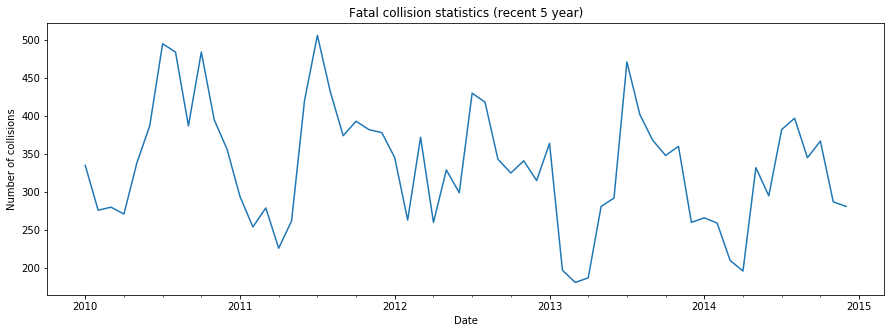 Fatal collision statistics (recent 5 year)
Number of collisions
500
450
400
350
300
250
200
2010 2011 2012 2013 2014 2015
Date